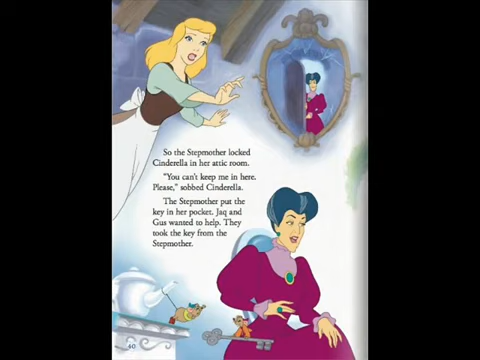 So the Stepmother locked
Cinderella in her attic room.
"You can't keep me in here.
Please," sobbed Cinderella.
The Stepmother put the
key in her pocket. Jaq and
Gus wanted to help. They
took the key from the
Stepmother.
40